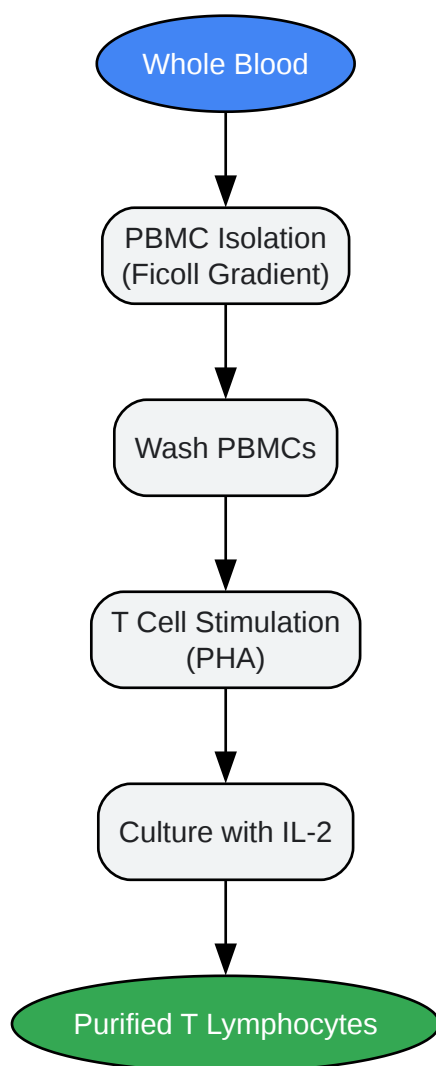 Whole Blood
PBMC Isolation
(Ficoll Gradient)
Wash PBMCs
T Cell Stimulation
(PHA)
Culture with IL-2
Purified T Lymphocytes